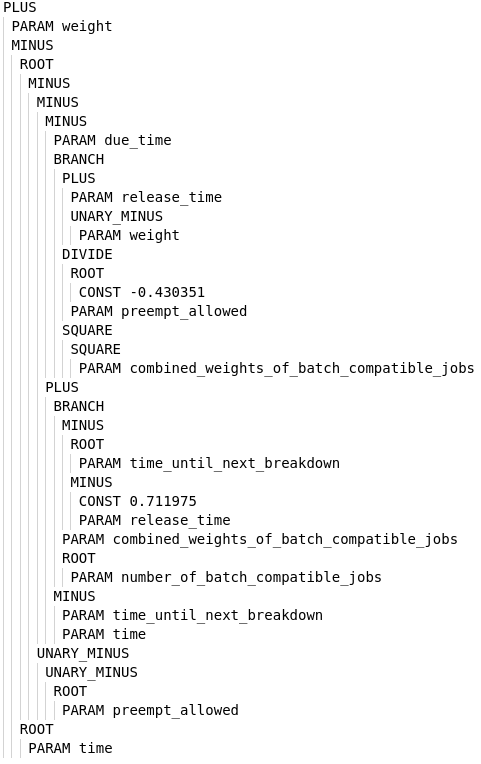 PLUS
PARAM weight
MINUS
ROOT
MINUS
MINUS
MINUS
PARAM due_time
BRANCH
PLUS
PARAM release_time
UNARY_MINUS
PARAM weight
DIVIDE
ROOT
CONST -0.430351
PARAM preempt_allowed
SQUARE
SQUARE
PARAM combined_weights_of_batch_compatible_jobs
PLUS
BRANCH
MINUS
ROOT
PARAM time_until_next_breakdown
MINUS
CONST 0.711975
PARAM release_time
PARAM combined_weights_of_batch_compatible_jobs
ROOT
PARAM number_of_batch_compatible_jobs
MINUS
PARAM time_until_next_breakdown
PARAM time
UNARY_MINUS
UNARY_MINUS
ROOT
PARAM preempt_allowed
ROOT
PARAM time